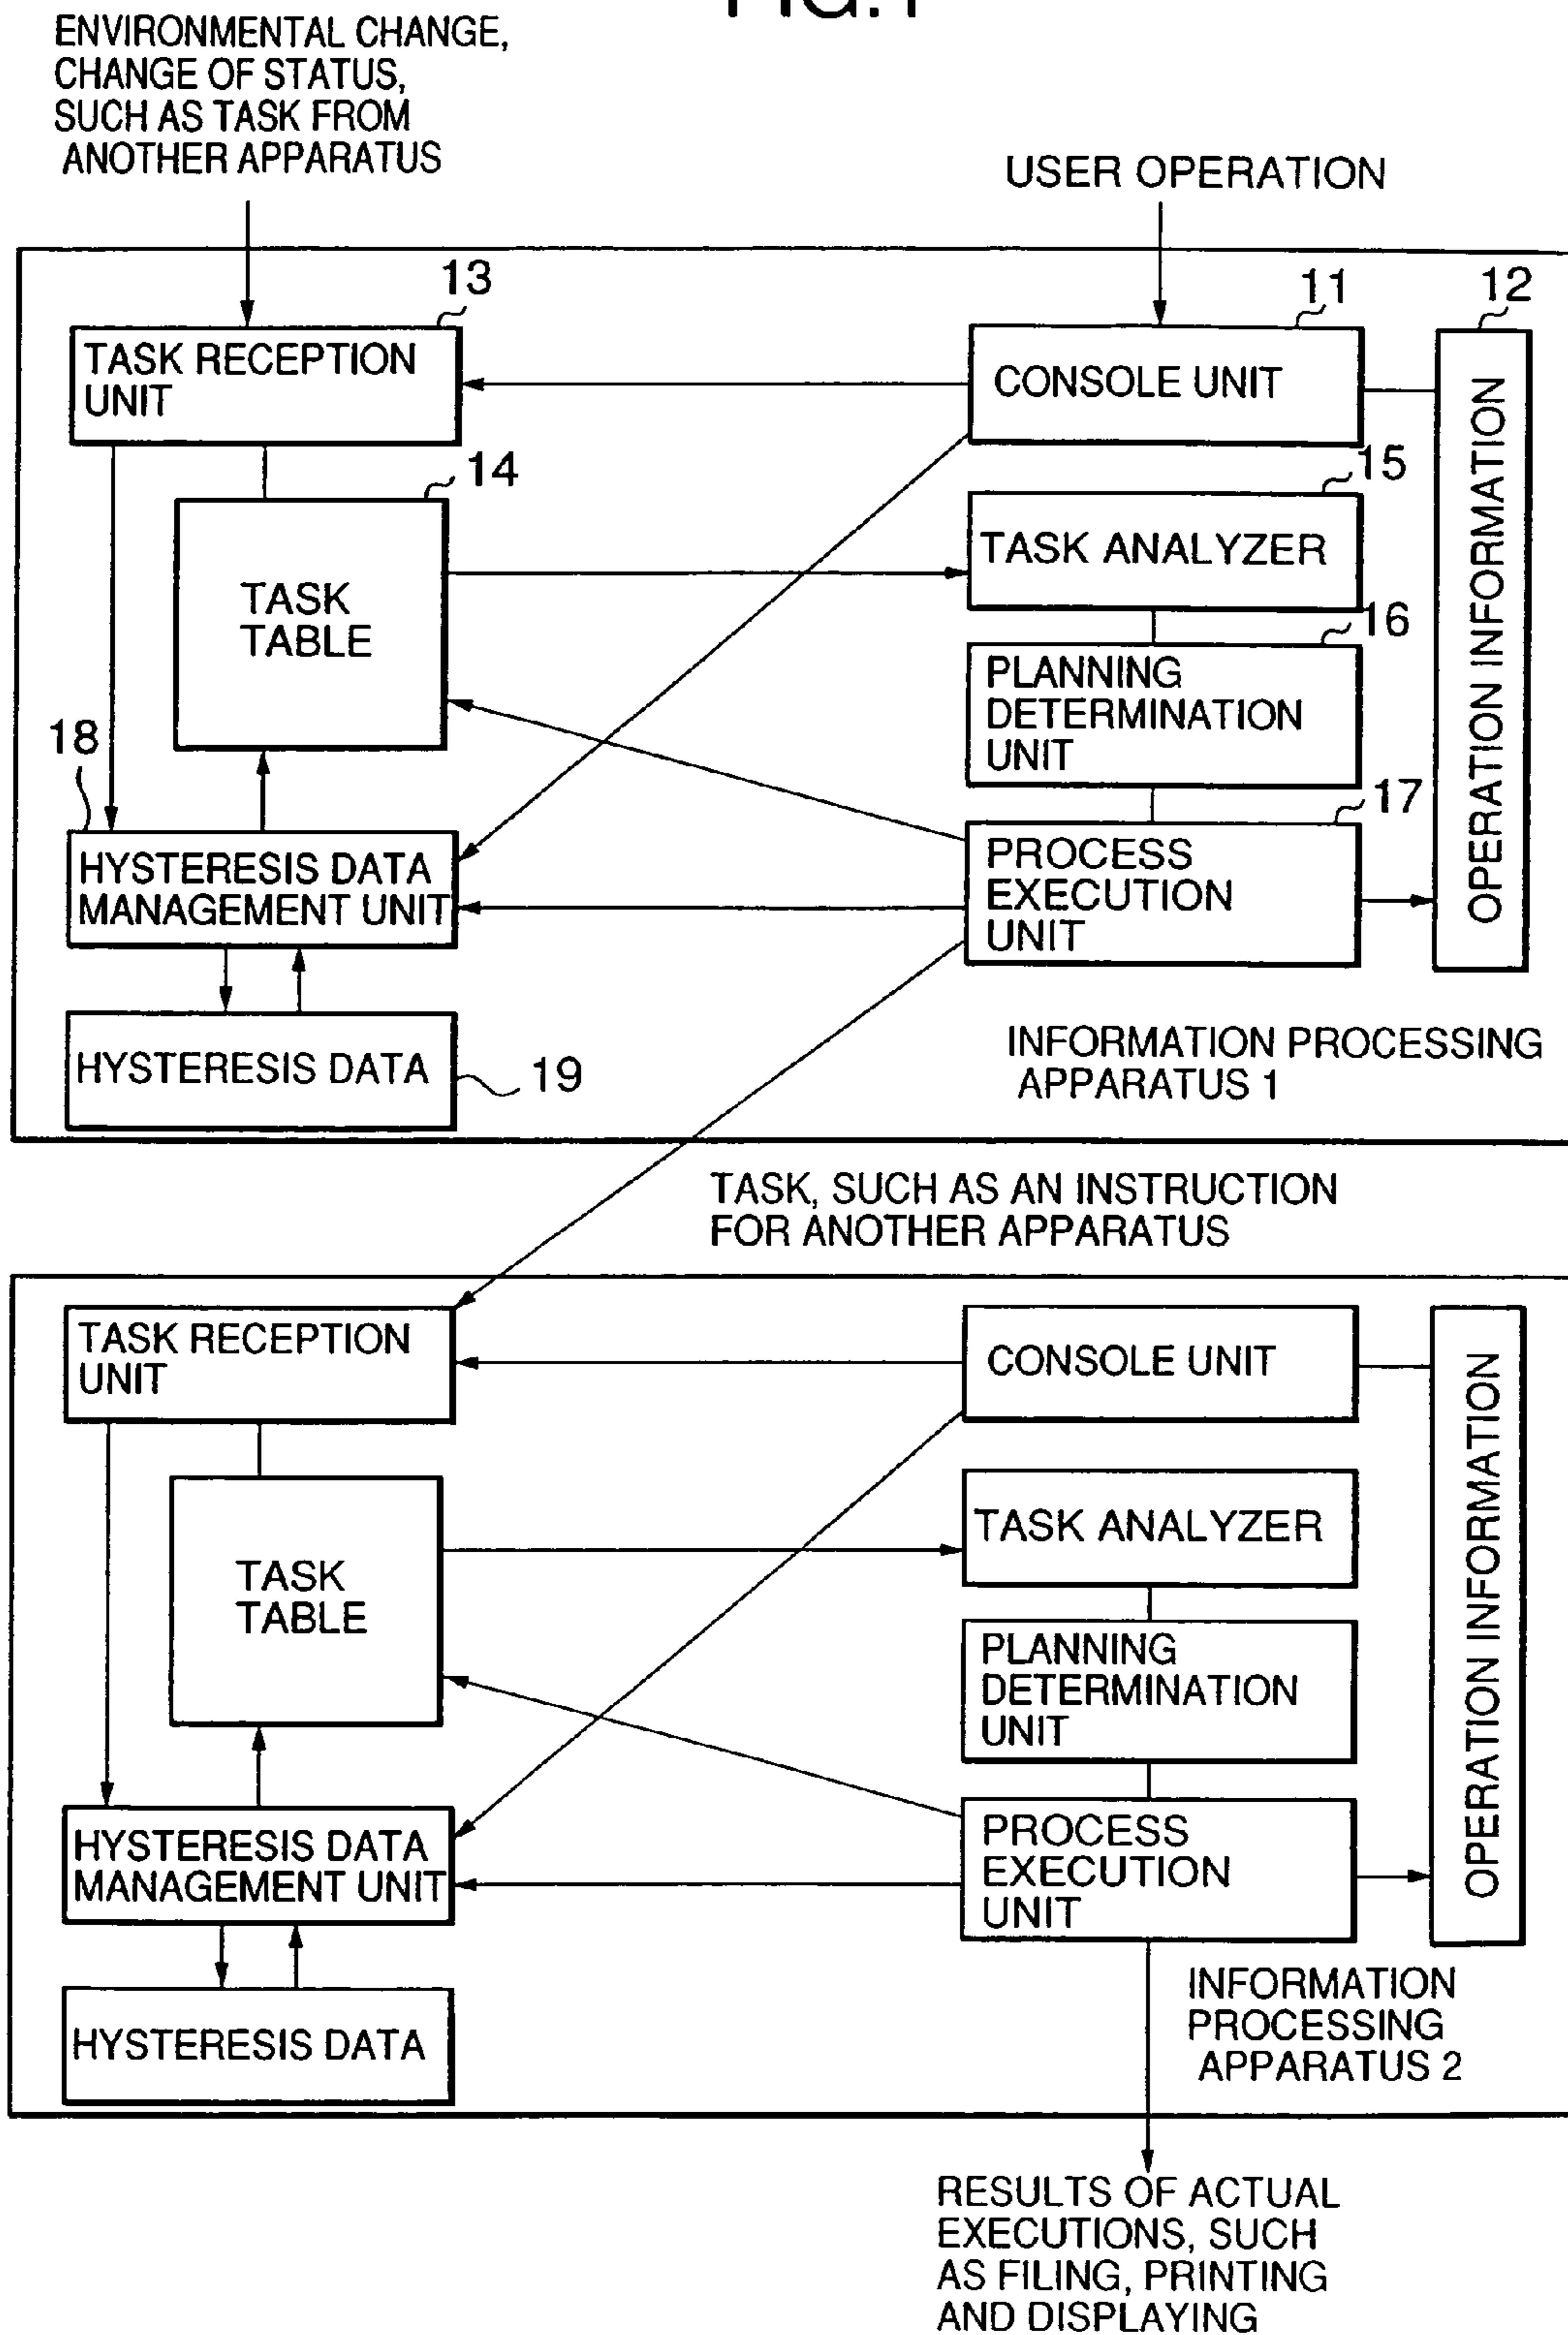 FIG.1
ENVIRONMENTAL CHANGE,
CHANGE OF STATUS,
SUCH AS TASK FROM
ANOTHER APPARATUS
USER OPERATION
13
11
12
TASK RECEPTION
UNIT
CONSOLE UNIT
OPERATION INFORMATION
14
15
TASK ANALYZER
TASK
TABLE
16
PLANNING
DETERMINATION
UNIT
18
17
HYSTERESIS DATA
MANAGEMENT UNIT
PROCESS
EXECUTION
UNIT
HYSTERESIS DATA
19
INFORMATION PROCESSING
APPARATUS 1
TASK, SUCH AS AN INSTRUCTION
FOR ANOTHER APPARATUS
TASK RECEPTION
UNIT
CONSOLE UNIT
OPERATION INFORMATION
TASK ANALYZER
TASK
TABLE
PLANNING
DETERMINATION
UNIT
HYSTERESIS DATA
MANAGEMENT UNIT
PROCESS
EXECUTION
UNIT
HYSTERESIS DATA
INFORMATION
PROCESSING
APPARATUS 2
RESULTS OF ACTUAL
EXECUTIONS, SUCH
AS FILING, PRINTING
AND DISPLAYING